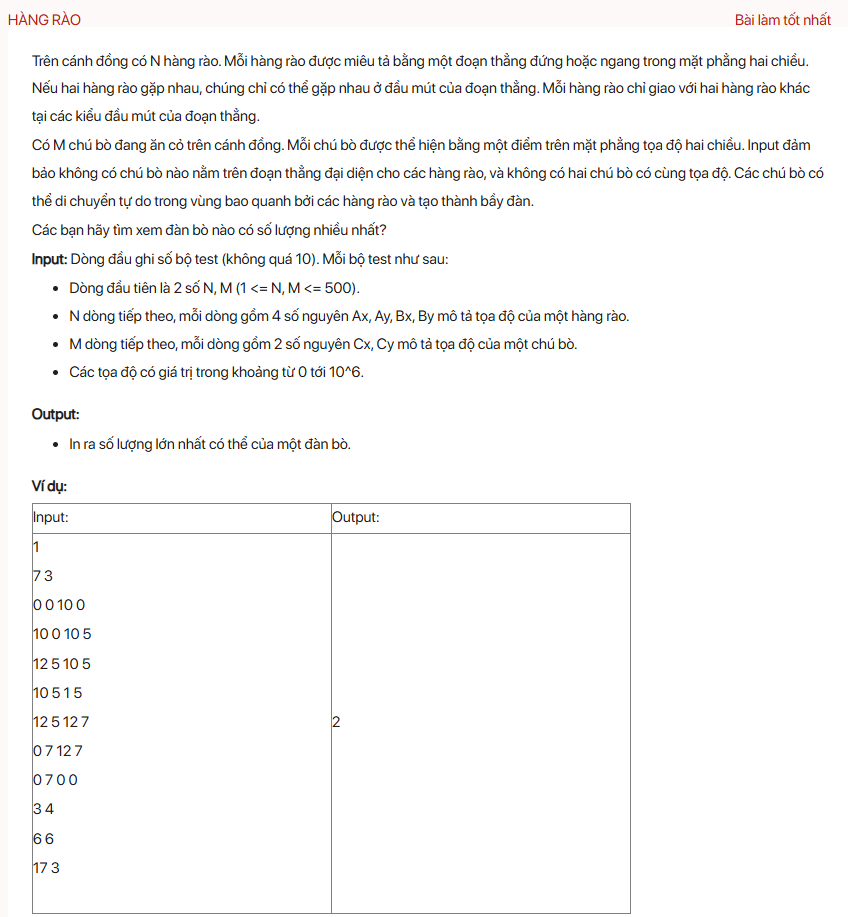 HÀNG RÀO
Bài làm tốt nhất
Trên cánh đồng có N hàng rào. Mỗi hàng rào được miêu tả bằng một đoạn thẳng đứng hoặc ngang trong mặt phẳng hai chiều.
Nếu hai hàng rào gặp nhau, chúng chỉ có thể gặp nhau ở đầu mút của đoạn thẳng. Mỗi hàng rào chỉ giao với hai hàng rào khác
tại các kiểu đầu mút của đoạn thẳng.
Có M chú bò đang ăn cỏ trên cánh đồng. Mỗi chú bò được thể hiện bằng một điểm trên mặt phẳng tọa độ hai chiều. Input đảm
bảo không có chú bò nào nằm trên đoạn thẳng đại diện cho các hàng rào, và không có hai chú bò có cùng tọa độ. Các chú bò có
thể di chuyển tự do trong vùng bao quanh bởi các hàng rào và tạo thành bầy đàn.
Các bạn hãy tìm xem đàn bò nào có số lượng nhiều nhất?
Input: Dòng đầu ghi số bộ test (không quá 10). Mỗi bộ test như sau:
• Dòng đầu tiên là 2 số N, M (1 <= N, M <= 500).
• N dòng tiếp theo, mỗi dòng gồm 4 số nguyên Ax, Ay, Bx, By mô tả tọa độ của một hàng rào.
• M dòng tiếp theo, mỗi dòng gồm 2 số nguyên Cx, Cy mô tả tọa độ của một chú bò.
• Các tọa độ có giá trị trong khoảng từ 0 tới 10^6.
Output:
• In ra số lượng lớn nhất có thể của một đàn bò.
Ví dụ:
Input:
Output:
1
7 3
0 0 10 0
10 0 10 5
12 5 10 5
10 5 1 5
12 5 12 7
0 7 12 7
0 7 0 0
3 4
6 6
17 3
2